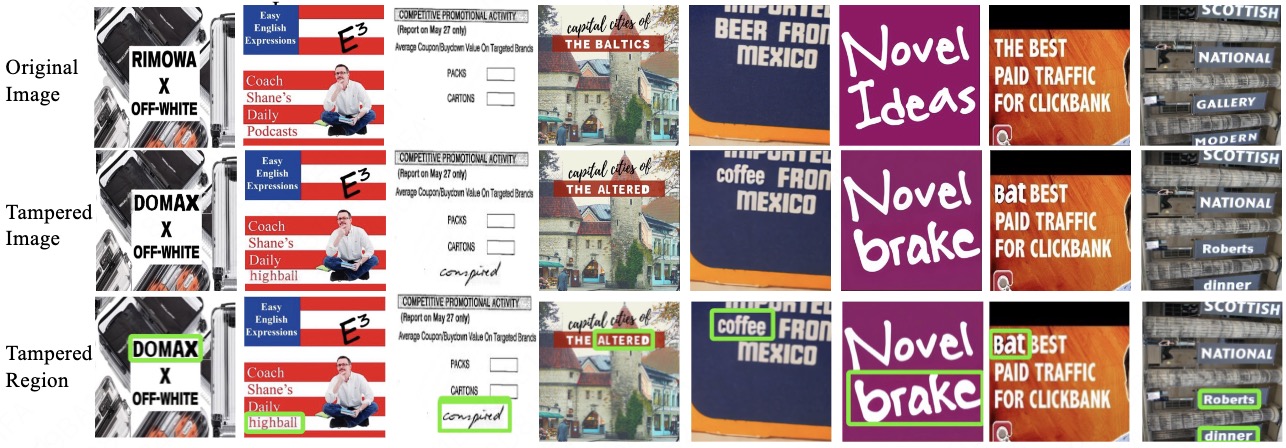 Original
Image
RIMOWA
X
OFF-WHITE
Easy
English
Expressions
E³
Coach
Shane's
Daily
Podcasts
COMPETITIVE PROMOTIONAL ACTIVITY
(Report on May 27 only)
Average Coupon/Buydown Value On Targeted Brands
PACKS
CARTONS
capital cities of
THE BALTICS
IMPORTED
BEER FROM
MEXICO
Novel
Ideas
THE BEST
PAID TRAFFIC
FOR CLICKBANK
SCOTTISH
NATIONAL
GALLERY
MODERN
Tampered
Image
DOMAX
X
OFF-WHITE
Easy
English
Expressions
E³
Coach
Shane's
Daily
highball
COMPETITIVE PROMOTIONAL ACTIVITY
(Report on May 27 only)
Average Coupon/Buydown Value On Targeted Brands
PACKS
CARTONS
conspired
capital cities of
THE ALTERED
IMPORTED
coffee FROM
MEXICO
Novel
brake
Bat BEST
PAID TRAFFIC
FOR CLICKBANK
SCOTTISH
NATIONAL
Roberts
dinner
Tampered
Region
DOMAX
X
OFF-WHITE
Easy
English
Expressions
E³
Coach
Shane's
Daily
highball
COMPETITIVE PROMOTIONAL ACTIVITY
(Report on May 27 only)
Average Coupon/Buydown Value On Targeted Brands
PACKS
CARTONS
conspired
capital cities of
THE ALTERED
IMPORTED
coffee FROM
MEXICO
Novel
brake
Bat BEST
PAID TRAFFIC
FOR CLICKBANK
SCOTTISH
NATIONAL
Roberts
dinner